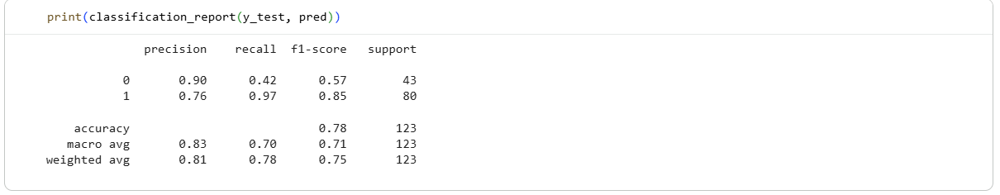 print(classification_report(y_test, pred))
precision recall f1-score support
0 0.90 0.42 0.57 43
1 0.76 0.97 0.85 80
accuracy 0.78 123
macro avg 0.83 0.70 0.71 123
weighted avg 0.81 0.78 0.75 123